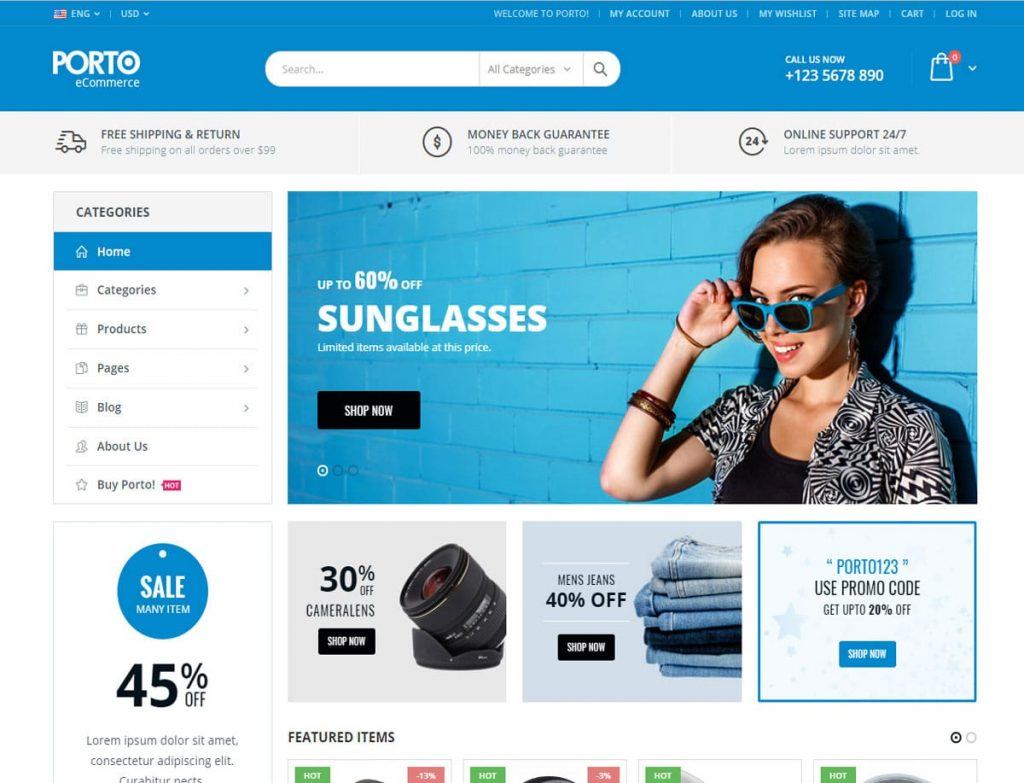 ENG
USD
WELCOME TO PORTO!
MY ACCOUNT
ABOUT US
MY WISHLIST
SITE MAP
CART
LOG IN
PORTO
eCommerce
Search...
All Categories
CALL US NOW
+123 5678 890
0
FREE SHIPPING & RETURN
Free shipping on all orders over $99
$
MONEY BACK GUARANTEE
100% money back guarantee
24
ONLINE SUPPORT 24/7
Lorem ipsum dolor sit amet.
CATEGORIES
Home
Categories
Products
Pages
Blog
About Us
Buy Porto! HOT
UP TO 60% OFF
SUNGLASSES
Limited items available at this price.
SHOP NOW
SALE
MANY ITEM
45% OFF
Lorem ipsum dolor sit amet,
consectetur adipiscing elit.
Curabitur nects
30% OFF
CAMERALENS
SHOP NOW
MENS JEANS
40% OFF
SHOP NOW
“ PORTO123 ”
USE PROMO CODE
GET UPTO 20% OFF
SHOP NOW
FEATURED ITEMS
HOT
-13%
HOT
-3%
HOT
HOT